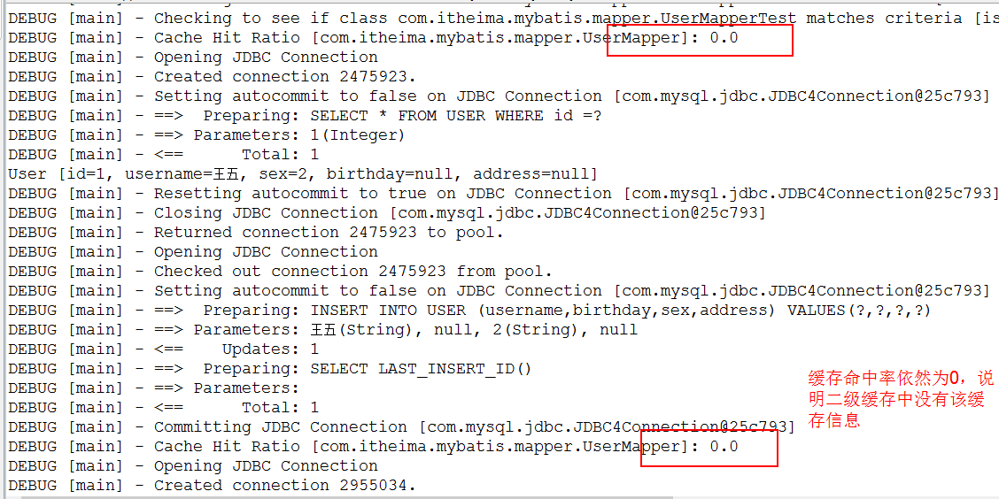 DEBUG [main] - Checking to see if class com.itheima.mybatis.mapper.UserMapperTest matches criteria [is
DEBUG [main] - Cache Hit Ratio [com.itheima.mybatis.mapper.UserMapper]: 0.0
DEBUG [main] - Opening JDBC Connection
DEBUG [main] - Created connection 2475923.
DEBUG [main] - Setting autocommit to false on JDBC Connection [com.mysql.jdbc.JDBC4Connection@25c793]
DEBUG [main] - ==>  Preparing: SELECT * FROM USER WHERE id =?
DEBUG [main] - ==> Parameters: 1(Integer)
DEBUG [main] - <==      Total: 1
User [id=1, username=王五, sex=2, birthday=null, address=null]
DEBUG [main] - Resetting autocommit to true on JDBC Connection [com.mysql.jdbc.JDBC4Connection@25c793]
DEBUG [main] - Closing JDBC Connection [com.mysql.jdbc.JDBC4Connection@25c793]
DEBUG [main] - Returned connection 2475923 to pool.
DEBUG [main] - Opening JDBC Connection
DEBUG [main] - Checked out connection 2475923 from pool.
DEBUG [main] - Setting autocommit to false on JDBC Connection [com.mysql.jdbc.JDBC4Connection@25c793]
DEBUG [main] - ==>  Preparing: INSERT INTO USER (username,birthday,sex,address) VALUES(?,?,?,?)
DEBUG [main] - ==> Parameters: 王五(String), null, 2(String), null
DEBUG [main] - <==    Updates: 1
DEBUG [main] - ==>  Preparing: SELECT LAST_INSERT_ID()
DEBUG [main] - ==> Parameters:
DEBUG [main] - <==      Total: 1
DEBUG [main] - Committing JDBC Connection [com.mysql.jdbc.JDBC4Connection@25c793]
DEBUG [main] - Cache Hit Ratio [com.itheima.mybatis.mapper.UserMapper]: 0.0
DEBUG [main] - Opening JDBC Connection
DEBUG [main] - Created connection 2955034.
缓存命中率依然为0，说
明二级缓存中没有该缓
存信息